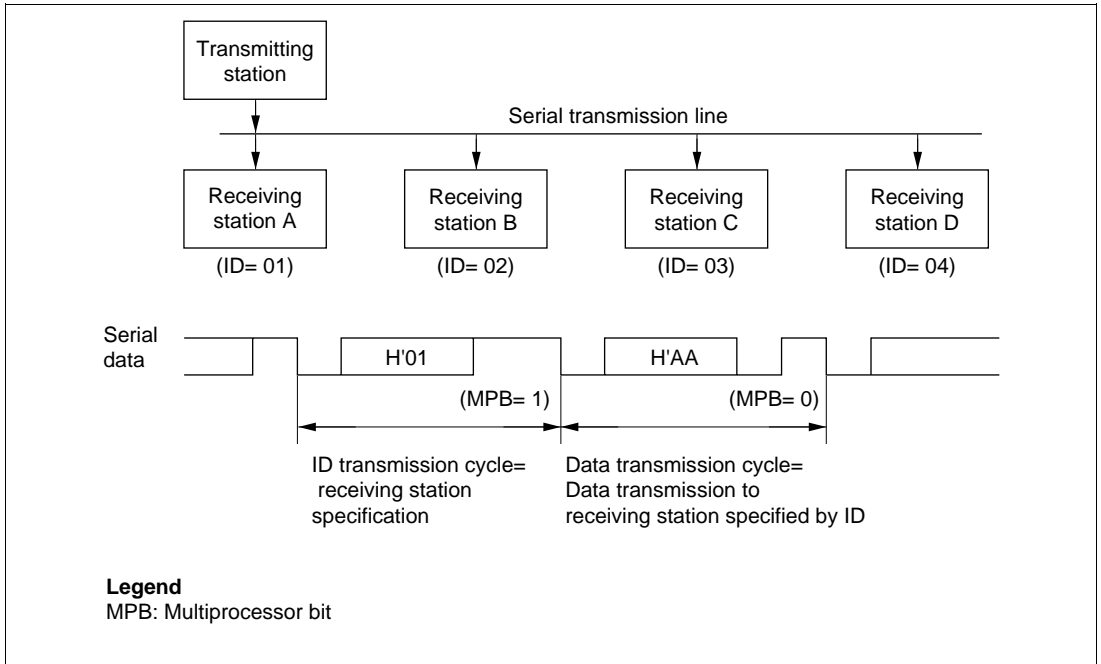 Transmitting
station
Serial transmission line
Receiving
station A
Receiving
station B
Receiving
station C
Receiving
station D
(ID= 01)
(ID= 02)
(ID= 03)
(ID= 04)
Serial
data
H'01
H'AA
(MPB= 1)
(MPB= 0)
ID transmission cycle=
receiving station
specification
Data transmission cycle=
Data transmission to
receiving station specified by ID
Legend
MPB: Multiprocessor bit